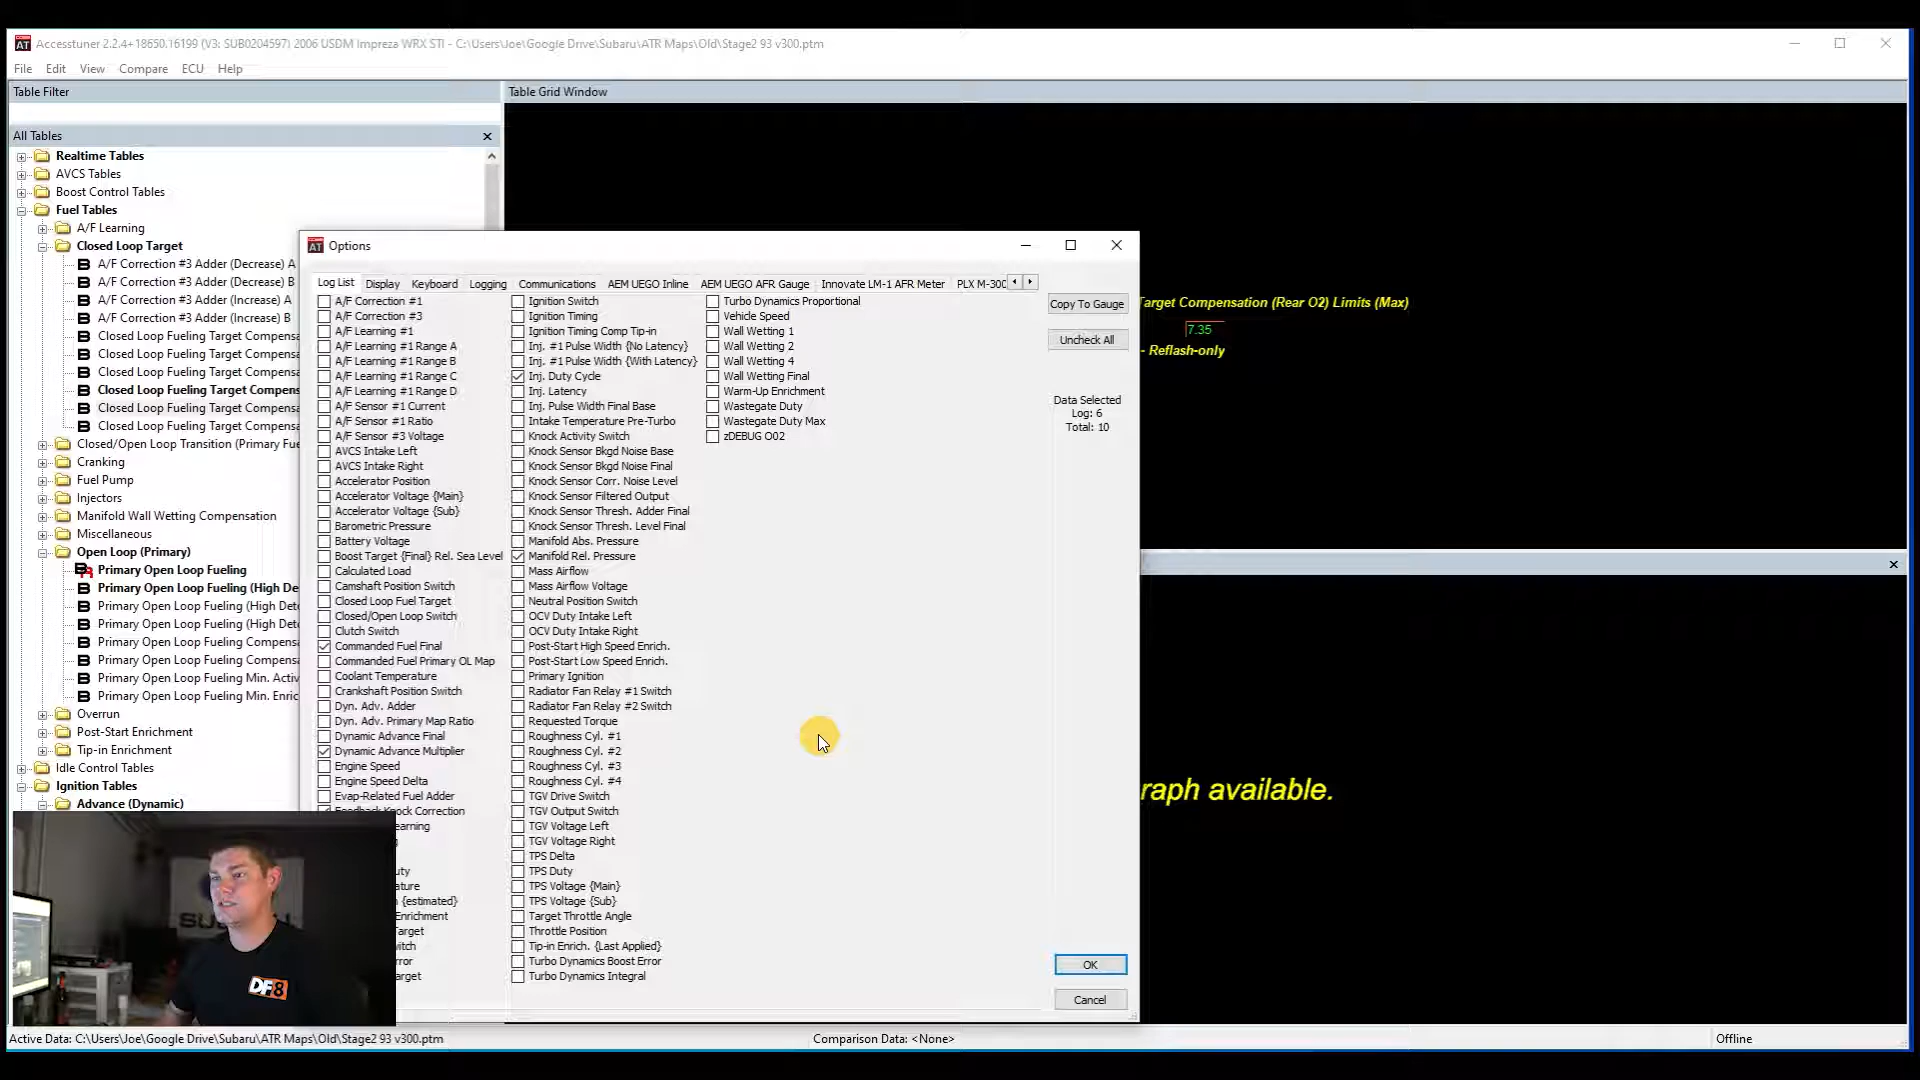 Accesstuner 2.2.4+18650.16199 (V3: SUB0204597) 2006 USDM Impreza WRX STI - C:\Users\Joe\Google Drive\Subaru\ATR Maps\Old\Stage2 93 v300.ptm
File Edit View Compare ECU Help
Table Filter
Table Grid Window
All Tables
Realtime Tables
AVCS Tables
Boost Control Tables
Fuel Tables
A/F Learning
Closed Loop Target
A/F Correction #3 Adder (Decrease) A
A/F Correction #3 Adder (Decrease) B
A/F Correction #3 Adder (Increase) A
A/F Correction #3 Adder (Increase) B
Closed Loop Fueling Target Compensa
Closed Loop Fueling Target Compensa
Closed Loop Fueling Target Compensa
Closed Loop Fueling Target Compens
Closed Loop Fueling Target Compensa
Closed Loop Fueling Target Compensa
Closed/Open Loop Transition (Primary Fue
Cranking
Fuel Pump
Injectors
Manifold Wall Wetting Compensation
Miscellaneous
Open Loop (Primary)
Primary Open Loop Fueling
Primary Open Loop Fueling (High De
Primary Open Loop Fueling (High Det
Primary Open Loop Fueling (High Det
Primary Open Loop Fueling Compensa
Primary Open Loop Fueling Compensa
Primary Open Loop Fueling Min. Activ
Primary Open Loop Fueling Min. Enric
Overrun
Post-Start Enrichment
Tip-in Enrichment
Idle Control Tables
Ignition Tables
Advance (Dynamic)
Options
Log List Display Keyboard Logging Communications AEM UEGO Inline AEM UEGO AFR Gauge Innovate LM-1 AFR Meter PLX M-300
A/F Correction #1
A/F Correction #3
A/F Learning #1
A/F Learning #1 Range A
A/F Learning #1 Range B
A/F Learning #1 Range C
A/F Learning #1 Range D
A/F Sensor #1 Current
A/F Sensor #1 Ratio
A/F Sensor #3 Voltage
AVCS Intake Left
AVCS Intake Right
Accelerator Position
Accelerator Voltage {Main}
Accelerator Voltage {Sub}
Barometric Pressure
Battery Voltage
Boost Target {Final} Rel. Sea Level
Calculated Load
Camshaft Position Switch
Closed Loop Fuel Target
Closed/Open Loop Switch
Clutch Switch
Commanded Fuel Final
Commanded Fuel Primary OL Map
Coolant Temperature
Crankshaft Position Switch
Dyn. Adv. Adder
Dyn. Adv. Primary Map Ratio
Dynamic Advance Final
Dynamic Advance Multiplier
Engine Speed
Engine Speed Delta
Evap-Related Fuel Adder
Feedback Knock Correction
earning
g
uty
ature
n {estimated}
Enrichment
Target
witch
rror
arget
Ignition Switch
Ignition Timing
Ignition Timing Comp Tip-in
Inj. #1 Pulse Width {No Latency}
Inj. #1 Pulse Width {With Latency}
Inj. Duty Cycle
Inj. Latency
Inj. Pulse Width Final Base
Intake Temperature Pre-Turbo
Knock Activity Switch
Knock Sensor Bkgd Noise Base
Knock Sensor Bkgd Noise Final
Knock Sensor Corr. Noise Level
Knock Sensor Filtered Output
Knock Sensor Thresh. Adder Final
Knock Sensor Thresh. Level Final
Manifold Abs. Pressure
Manifold Rel. Pressure
Mass Airflow
Mass Airflow Voltage
Neutral Position Switch
OCV Duty Intake Left
OCV Duty Intake Right
Post-Start High Speed Enrich.
Post-Start Low Speed Enrich.
Primary Ignition
Radiator Fan Relay #1 Switch
Radiator Fan Relay #2 Switch
Requested Torque
Roughness Cyl. #1
Roughness Cyl. #2
Roughness Cyl. #3
Roughness Cyl. #4
TGV Drive Switch
TGV Output Switch
TGV Voltage Left
TGV Voltage Right
TPS Delta
TPS Duty
TPS Voltage {Main}
TPS Voltage {Sub}
Target Throttle Angle
Throttle Position
Tip-in Enrich. {Last Applied}
Turbo Dynamics Boost Error
Turbo Dynamics Integral
Turbo Dynamics Proportional
Vehicle Speed
Wall Wetting 1
Wall Wetting 2
Wall Wetting 4
Wall Wetting Final
Warm-Up Enrichment
Wastegate Duty
Wastegate Duty Max
zDEBUG O02
Copy To Gauge
Uncheck All
Data Selected
Log: 6
Total: 10
OK
Cancel
Target Compensation (Rear O2) Limits (Max)
7.35
- Reflash-only
raph available.
DF8
Active Data: C:\Users\Joe\Google Drive\Subaru\ATR Maps\Old\Stage2 93 v300.ptm
Comparison Data: <None>
Offline